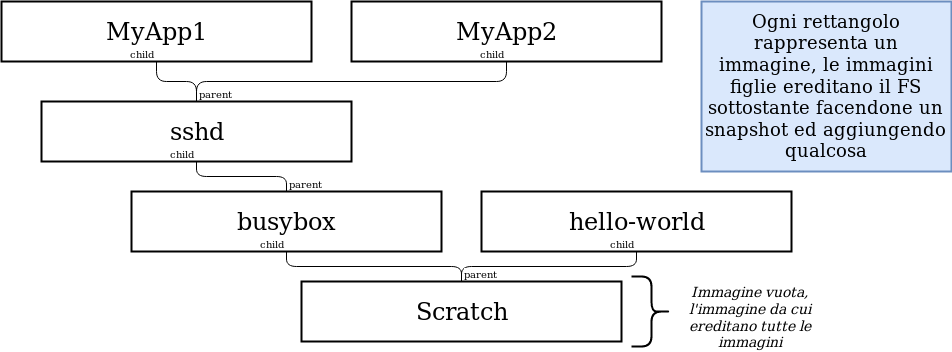 MyApp1
child
MyApp2
child
Ogni rettangolo
rappresenta un
immagine, le immagini
figlie ereditano il FS
sottostante facendone un
snapshot ed aggiungendo
qualcosa
parent
sshd
child
parent
busybox
child
hello-world
child
parent
Scratch
Immagine vuota,
l'immagine da cui
ereditano tutte le
immagini